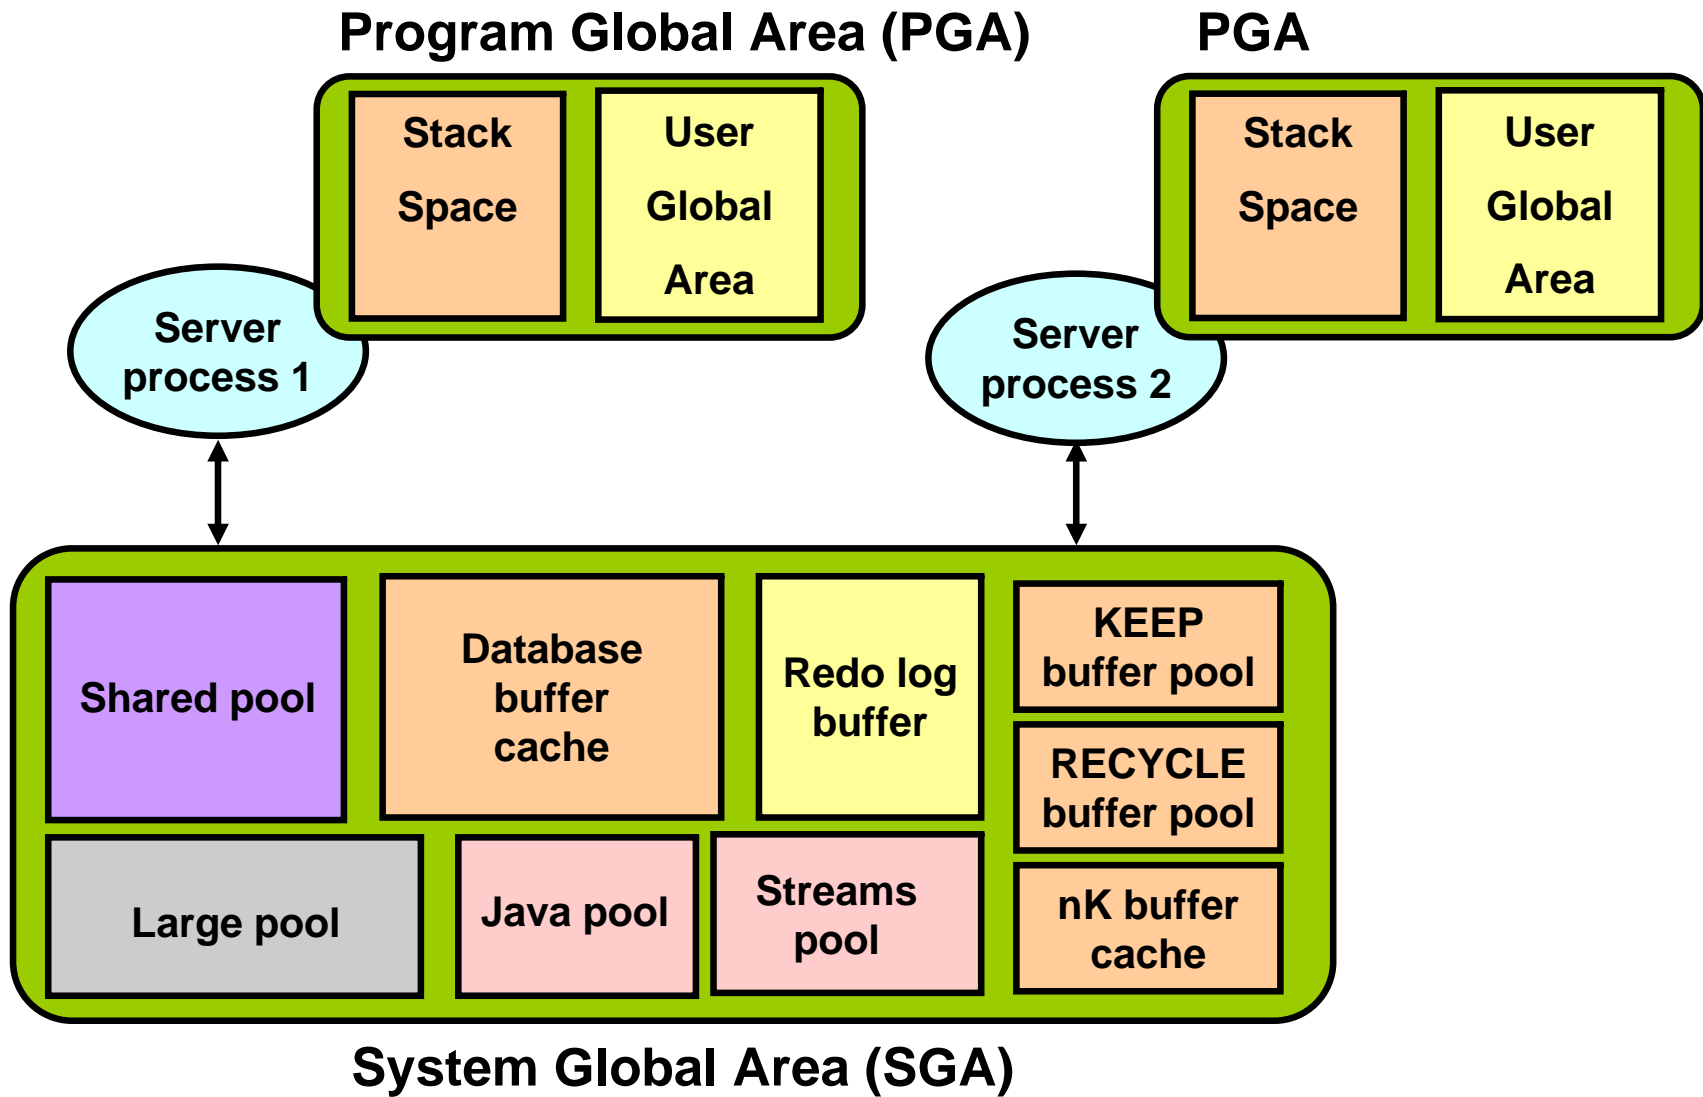 Program Global Area (PGA)
PGA
Stack
Space
User
Global
Area
Stack
Space
User
Global
Area
Server
process 1
Server
process 2
Shared pool
Database
buffer
cache
Redo log
buffer
KEEP
buffer pool
RECYCLE
buffer pool
nK buffer
cache
Large pool
Java pool
Streams
pool
System Global Area (SGA)